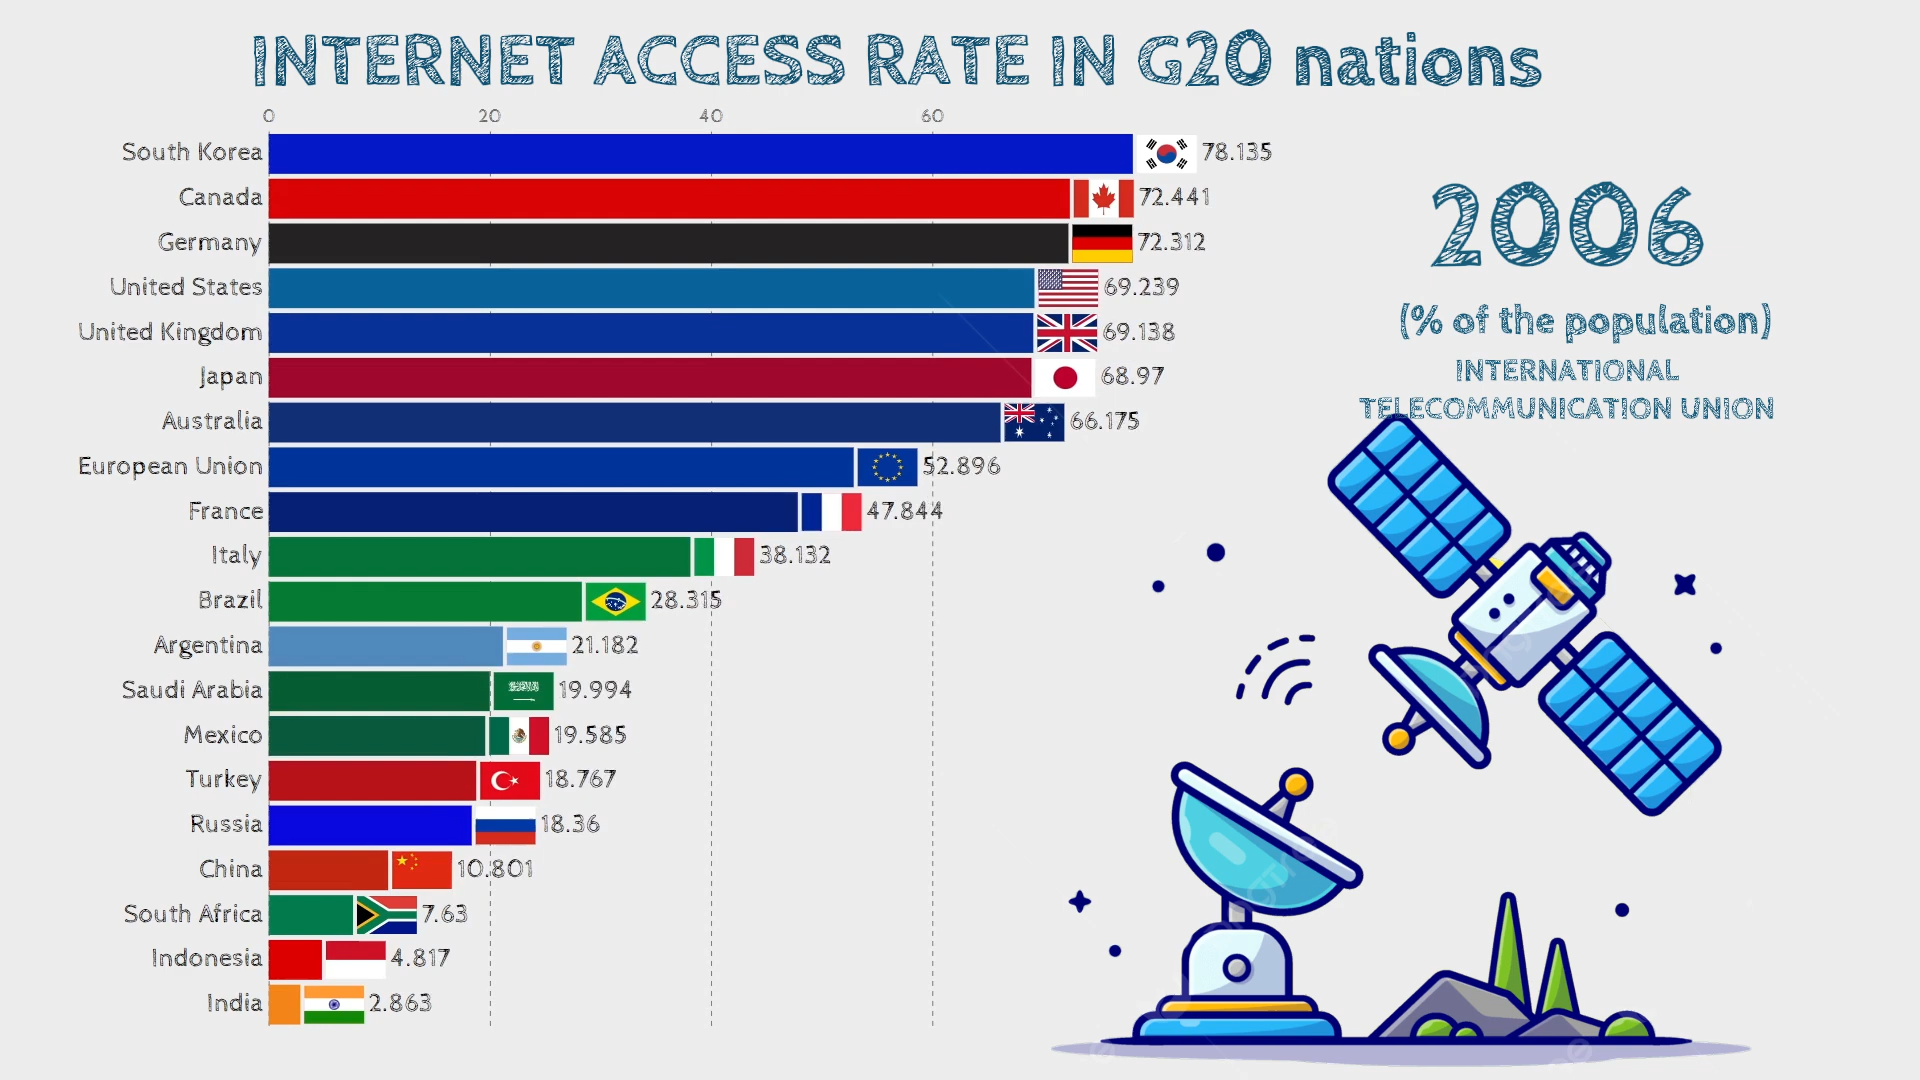 INTERNET ACCESS RATE IN G20 nations
0 20 40 60
South Korea 78.135
Canada 72.441
Germany 72.312
United States 69.239
United Kingdom 69.138
Japan 68.97
Australia 66.175
European Union 52.896
France 47.844
Italy 38.132
Brazil 28.315
Argentina 21.182
Saudi Arabia 19.994
Mexico 19.585
Turkey 18.767
Russia 18.36
China 10.801
South Africa 7.63
Indonesia 4.817
India 2.863
2006
(% of the population)
INTERNATIONAL
TELECOMMUNICATION UNION